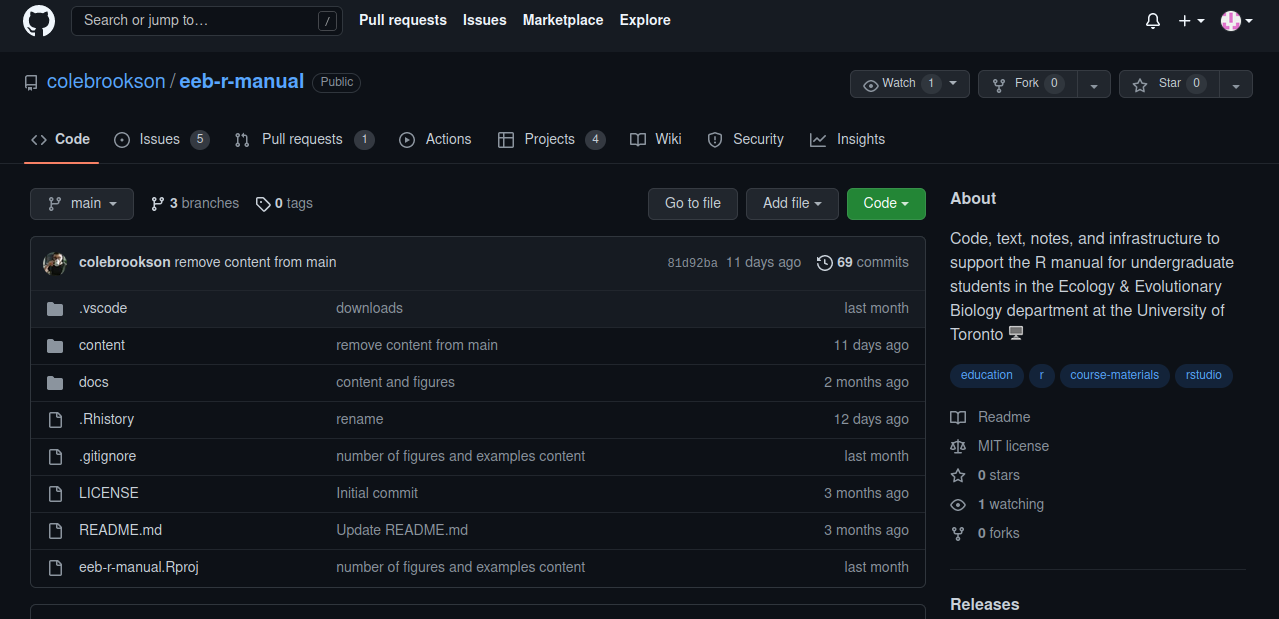 Search or jump to… / Pull requests Issues Marketplace Explore
colebrookson / eeb-r-manual Public Watch 1 Fork 0 Star 0
Code Issues 5 Pull requests 1 Actions Projects 4 Wiki Security Insights
main 3 branches 0 tags Go to file Add file Code
colebrookson remove content from main 81d92ba 11 days ago 69 commits
.vscode downloads last month
content remove content from main 11 days ago
docs content and figures 2 months ago
.Rhistory rename 12 days ago
.gitignore number of figures and examples content last month
LICENSE Initial commit 3 months ago
README.md Update README.md 3 months ago
eeb-r-manual.Rproj number of figures and examples content last month
About
Code, text, notes, and infrastructure to
support the R manual for undergraduate
students in the Ecology & Evolutionary
Biology department at the University of
Toronto 🖥️
education r course-materials rstudio
Readme
MIT license
0 stars
1 watching
0 forks
Releases